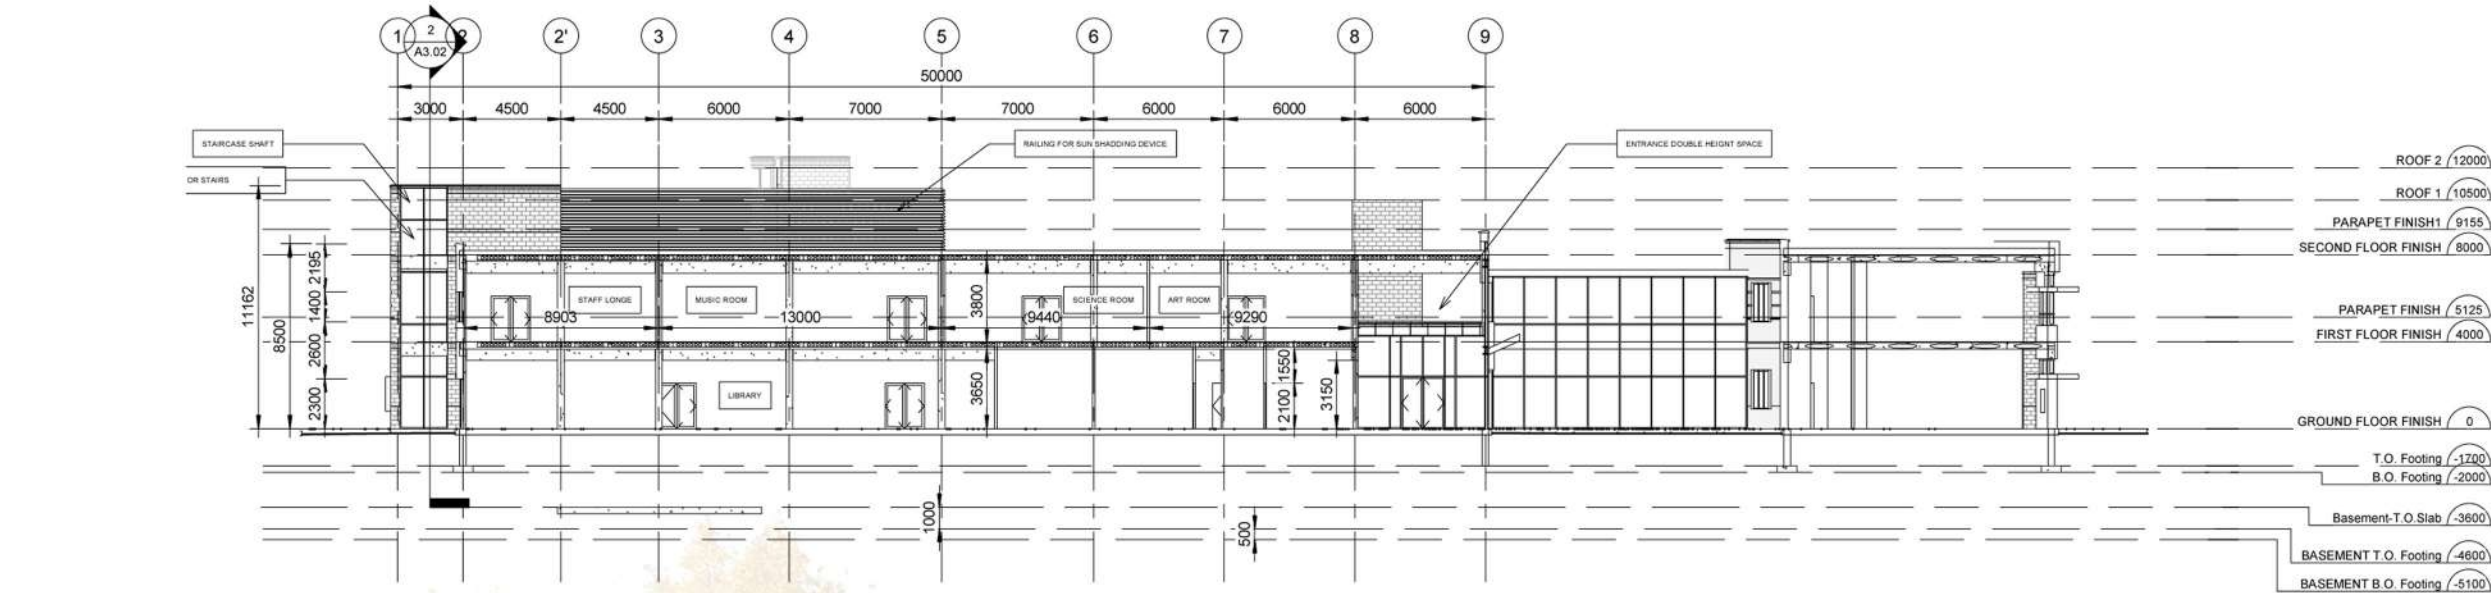 1
2
A3.02
2
2'
3
4
5
6
7
8
9
50000
3000
4500
4500
6000
7000
7000
6000
6000
6000
STAIRCASE SHAFT
RAILING FOR SUN SHADDING DEVICE
ENTRANCE DOUBLE HEIGNT SPACE
OR STAIRS
ROOF 2 12000
ROOF 1 10500
PARAPET FINISH1 9155
SECOND FLOOR FINISH 8000
PARAPET FINISH 5125
FIRST FLOOR FINISH 4000
GROUND FLOOR FINISH 0
T.O. Footing -1700
B.O. Footing -2000
Basement-T.O.Slab -3600
BASEMENT T.O. Footing -4600
BASEMENT B.O. Footing -5100
11162
8500
2195
1400
2600
2300
STAFF LONGE
MUSIC ROOM
SCIENCE ROOM
ART ROOM
8903
13000
9440
9290
3800
LIBRARY
3650
1550
2100
3150
1000
500